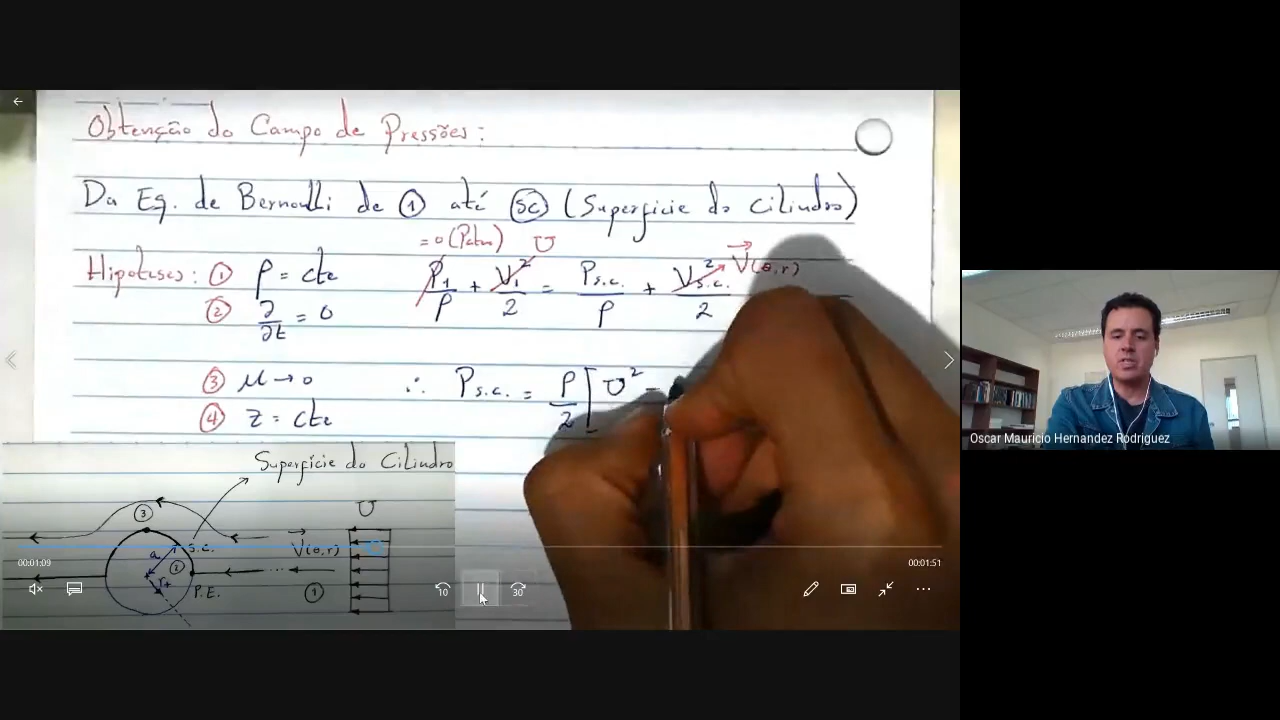 Obtenção do Campo de Pressões:
Da Eq. de Bernoulli de ① até (SC) (Superfície do Cilindro)
= 0 (Patm) U
Hipoteses: ① ρ = cte P₁/ρ + V₁²/2 = Ps.c./ρ + Vs.c.²/2 V(θ,r)
② ∂/∂t = 0
③ μ → 0 ∴ Ps.c. = ρ/2 [ U² -
④ z = cte
Superfície do Cilindro
③ U
a s.c. V(θ,r)
00:01:09 00:01:51
② P.E. ①
10 30
Oscar Mauricio Hernandez Rodriguez